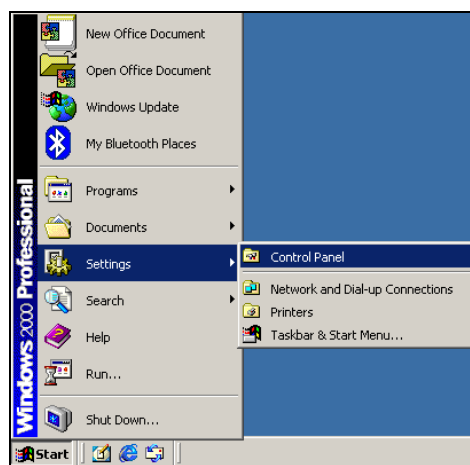 New Office Document
Open Office Document
Windows Update
My Bluetooth Places
Programs
Documents
Settings
Search
Help
Run...
Shut Down...
Control Panel
Network and Dial-up Connections
Printers
Taskbar & Start Menu...
Windows 2000 Professional
Start